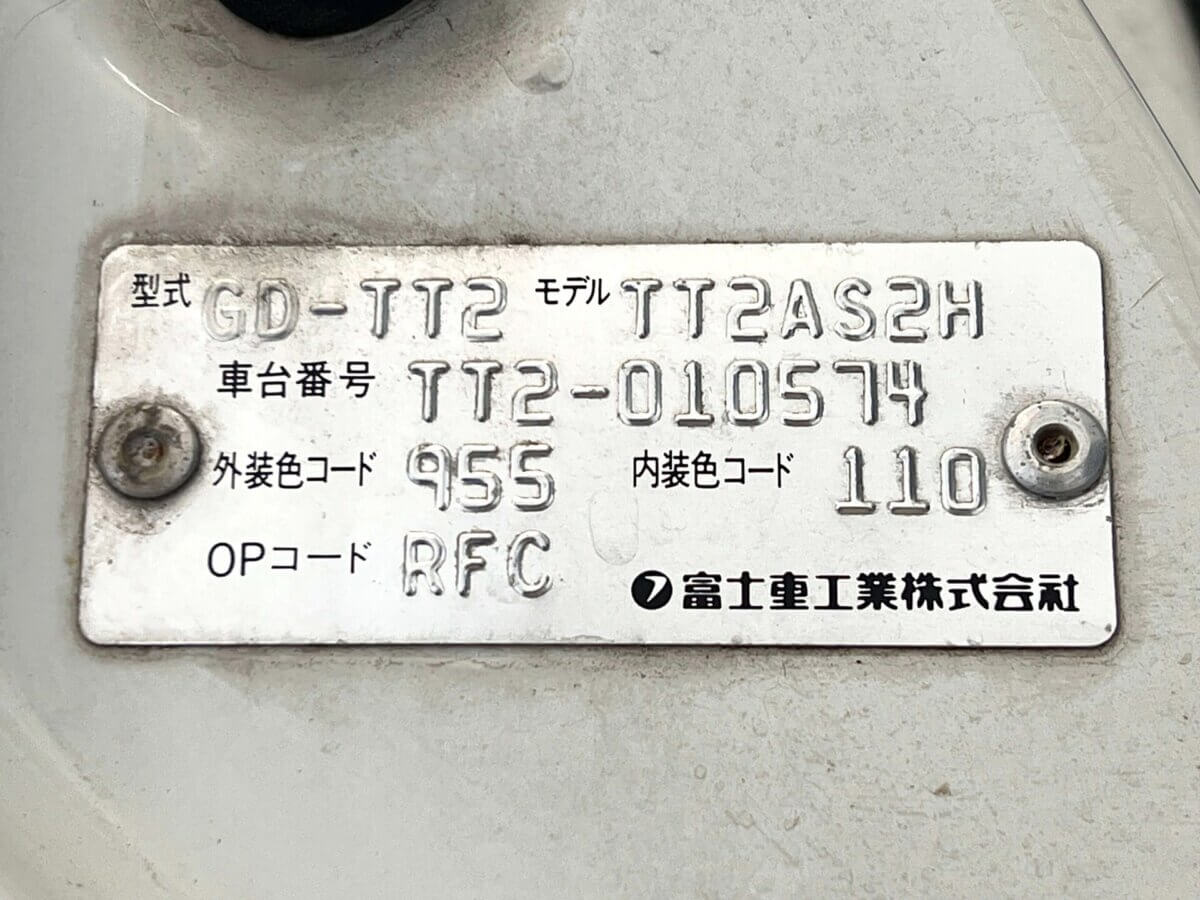 型式 GD-TT2 モデル TT2AS2H
車台番号 TT2-010574
外装色コード 955 内装色コード 110
OPコード RFC
富士重工業株式会社